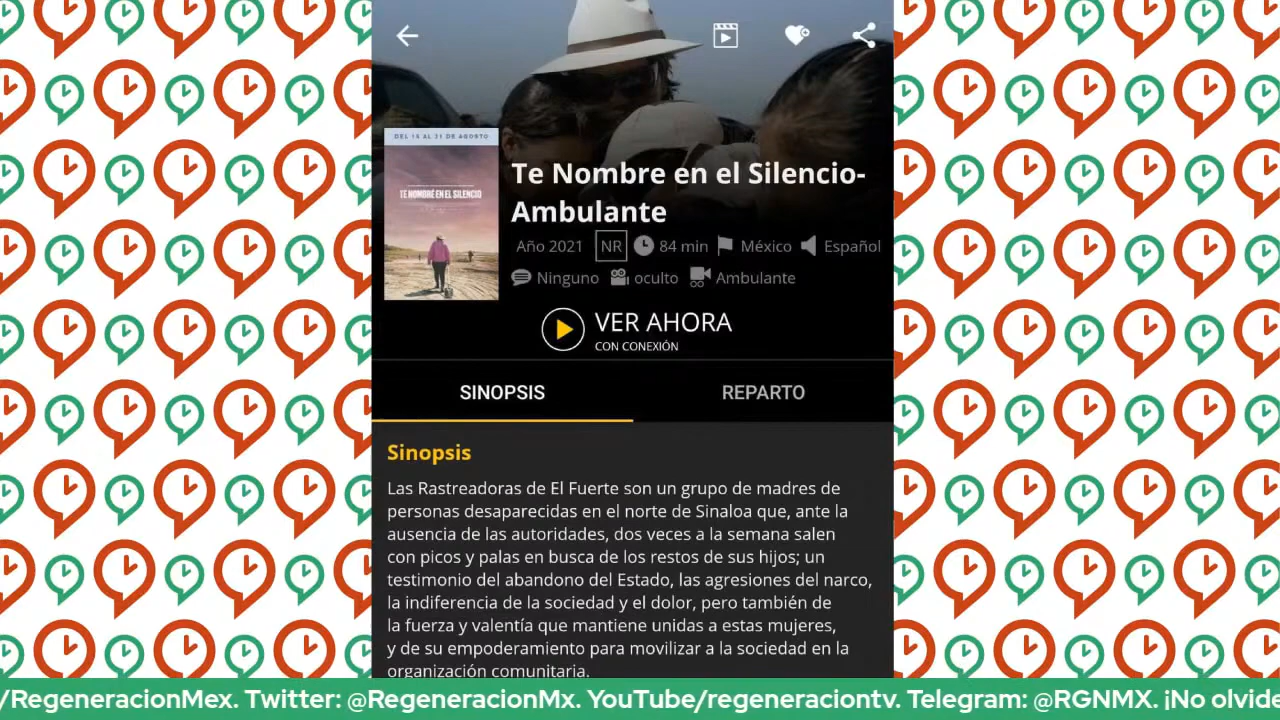 DEL 15 AL 31 DE AGOSTO
TE NOMBRÉ EN EL SILENCIO
Te Nombre en el Silencio-
Ambulante
Año 2021 NR 84 min México Español
Ninguno oculto Ambulante
VER AHORA
CON CONEXIÓN
SINOPSIS REPARTO
Sinopsis
Las Rastreadoras de El Fuerte son un grupo de madres de
personas desaparecidas en el norte de Sinaloa que, ante la
ausencia de las autoridades, dos veces a la semana salen
con picos y palas en busca de los restos de sus hijos; un
testimonio del abandono del Estado, las agresiones del narco,
la indiferencia de la sociedad y el dolor, pero también de
la fuerza y valentía que mantiene unidas a estas mujeres,
y de su empoderamiento para movilizar a la sociedad en la
organización comunitaria.
/RegeneracionMex. Twitter: @RegeneracionMx. YouTube/regeneraciontv. Telegram: @RGNMX. ¡No olvide